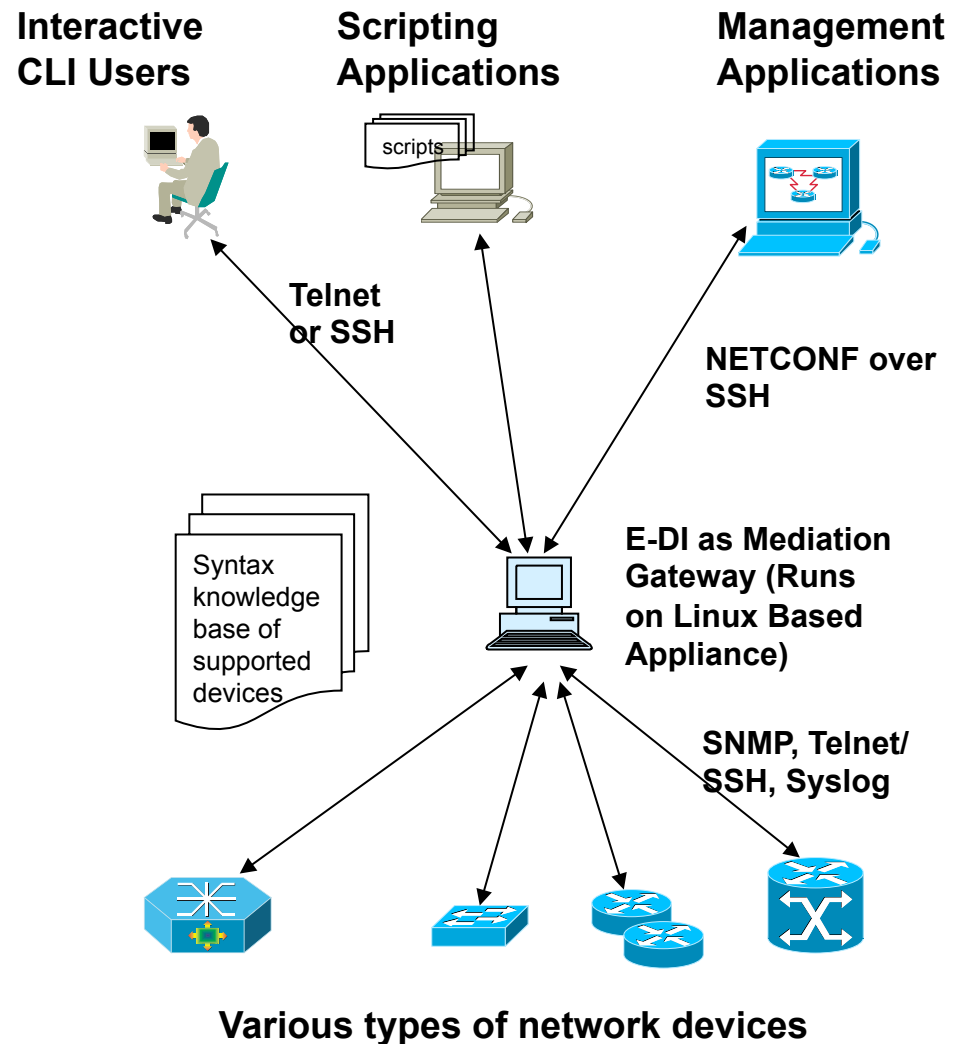 Interactive
CLI Users
Scripting
Applications
Management
Applications
scripts
Telnet
or SSH
NETCONF over
SSH
Syntax
knowledge
base of
supported
devices
E-DI as Mediation
Gateway (Runs
on Linux Based
Appliance)
SNMP, Telnet/
SSH, Syslog
Various types of network devices